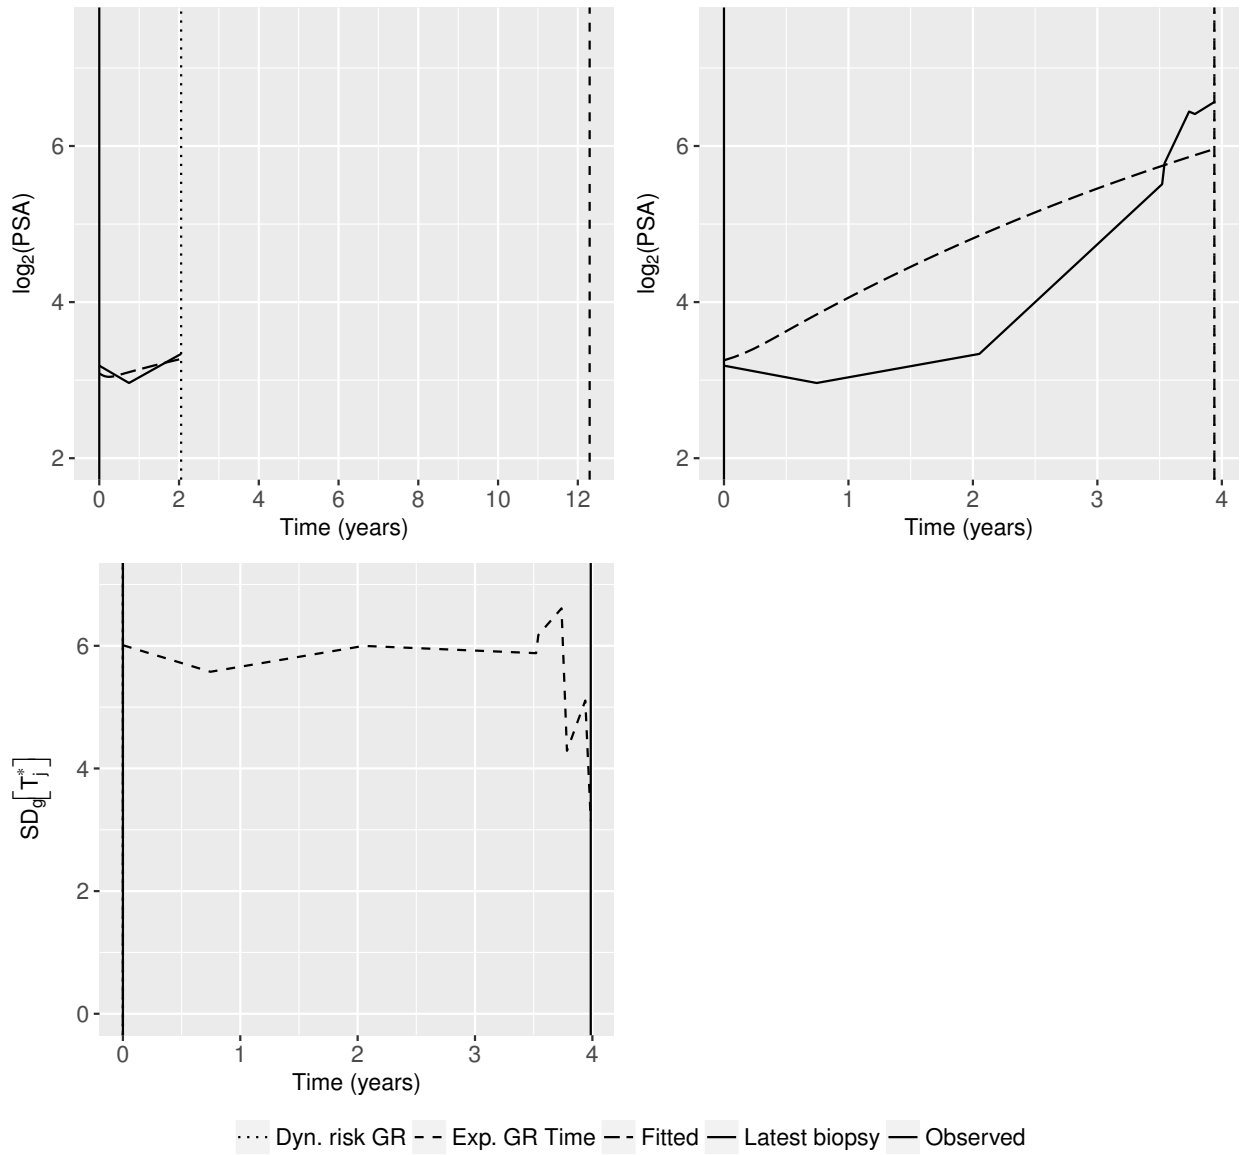 6
4
2
log₂(PSA)
0 2 4 6 8 10 12
Time (years)
6
4
2
log₂(PSA)
0 1 2 3 4
Time (years)
6
4
2
0
SD_g[T_j^*]
0 1 2 3 4
Time (years)
Dyn. risk GR Exp. GR Time Fitted Latest biopsy Observed